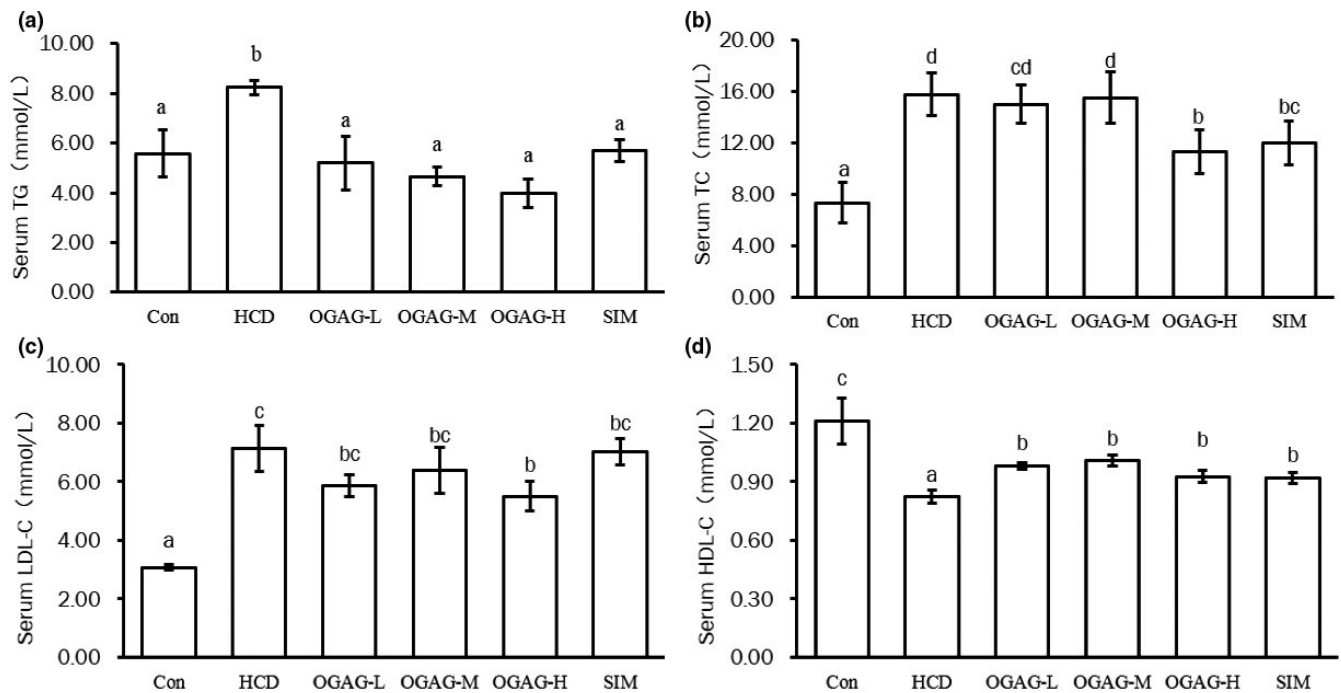 (a)
10.00
8.00
6.00
4.00
2.00
0.00
Serum TG (mmol/L)
a
b
a
a
a
a
Con HCD OGAG-L OGAG-M OGAG-H SIM
(b)
20.00
16.00
12.00
8.00
4.00
0.00
Serum TC (mmol/L)
a
d
cd
d
b
bc
Con HCD OGAG-L OGAG-M OGAG-H SIM
(c)
10.00
8.00
6.00
4.00
2.00
0.00
Serum LDL-C (mmol/L)
a
c
bc
bc
b
bc
Con HCD OGAG-L OGAG-M OGAG-H SIM
(d)
1.50
1.20
0.90
0.60
0.30
0.00
Serum HDL-C (mmol/L)
c
a
b
b
b
b
Con HCD OGAG-L OGAG-M OGAG-H SIM